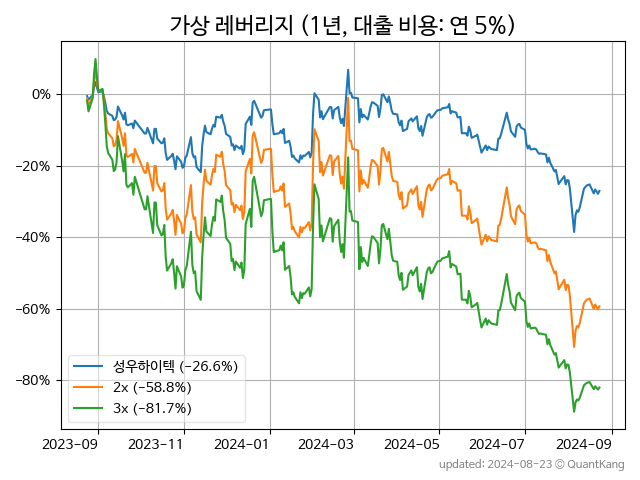 가상 레버리지 (1년, 대출 비용: 연 5%)
0%
−20%
−40%
−60%
−80%
성우하이텍 (−26.6%)
2x (−58.8%)
3x (−81.7%)
2023−09 2023−11 2024−01 2024−03 2024−05 2024−07 2024−09
updated: 2024−08−23 © QuantKang